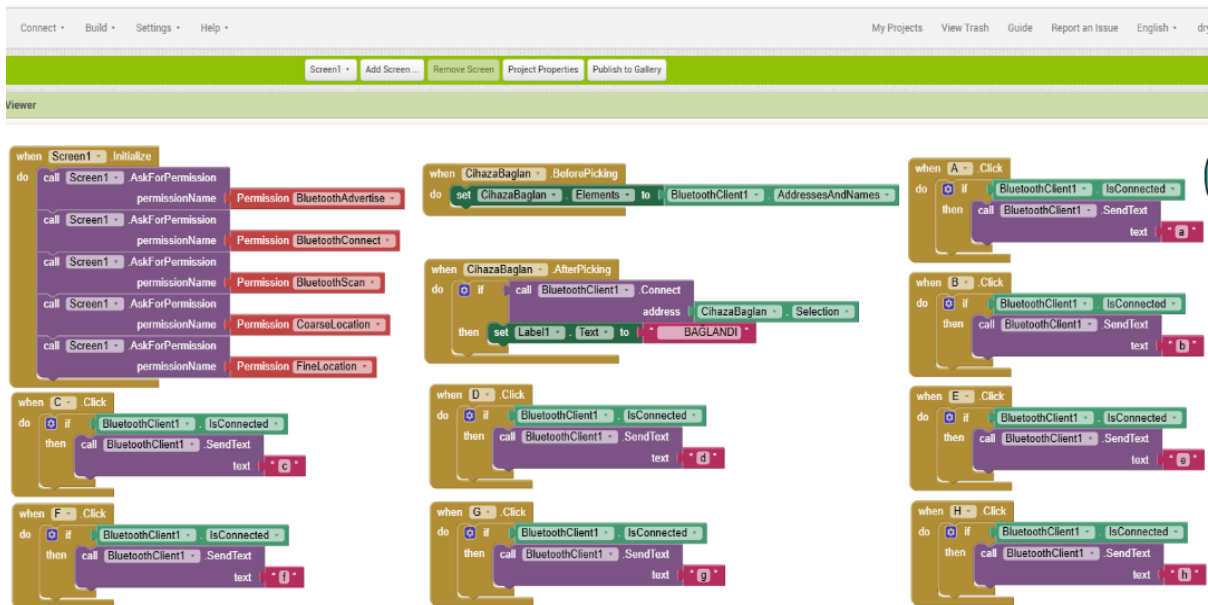 Connect Build Settings Help My Projects View Trash Guide Report an Issue English
Screen1 Add Screen ... Remove Screen Project Properties Publish to Gallery
Viewer
when Screen1 .Initialize
do call Screen1 .AskForPermission
permissionName Permission BluetoothAdvertise
call Screen1 .AskForPermission
permissionName Permission BluetoothConnect
call Screen1 .AskForPermission
permissionName Permission BluetoothScan
call Screen1 .AskForPermission
permissionName Permission CoarseLocation
call Screen1 .AskForPermission
permissionName Permission FineLocation
when CihazaBaglan .BeforePicking
do set CihazaBaglan . Elements to BluetoothClient1 . AddressesAndNames
when CihazaBaglan .AfterPicking
do if call BluetoothClient1 .Connect
address CihazaBaglan . Selection
then set Label1 . Text to " BAĞLANDI "
when A .Click
do if BluetoothClient1 . IsConnected
then call BluetoothClient1 .SendText
text " a "
when B .Click
do if BluetoothClient1 . IsConnected
then call BluetoothClient1 .SendText
text " b "
when C .Click
do if BluetoothClient1 . IsConnected
then call BluetoothClient1 .SendText
text " c "
when D .Click
do if BluetoothClient1 . IsConnected
then call BluetoothClient1 .SendText
text " d "
when E .Click
do if BluetoothClient1 . IsConnected
then call BluetoothClient1 .SendText
text " e "
when F .Click
do if BluetoothClient1 . IsConnected
then call BluetoothClient1 .SendText
text " f "
when G .Click
do if BluetoothClient1 . IsConnected
then call BluetoothClient1 .SendText
text " g "
when H .Click
do if BluetoothClient1 . IsConnected
then call BluetoothClient1 .SendText
text " h "